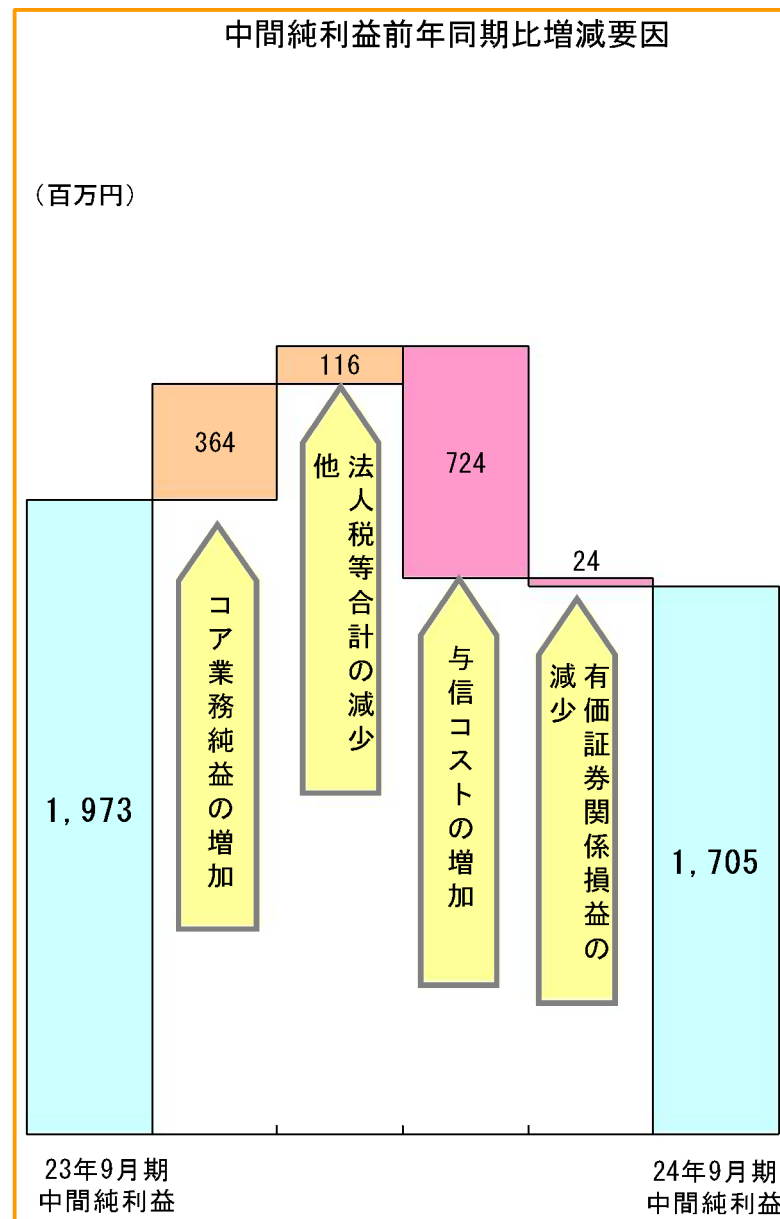 中間純利益前年同期比増減要因
（百万円）
116
364
724
24
法人税等合計の減少
他
コア業務純益の増加
与信コストの増加
有価証券関係損益の
減少
1,973
1,705
23年9月期
中間純利益
24年9月期
中間純利益